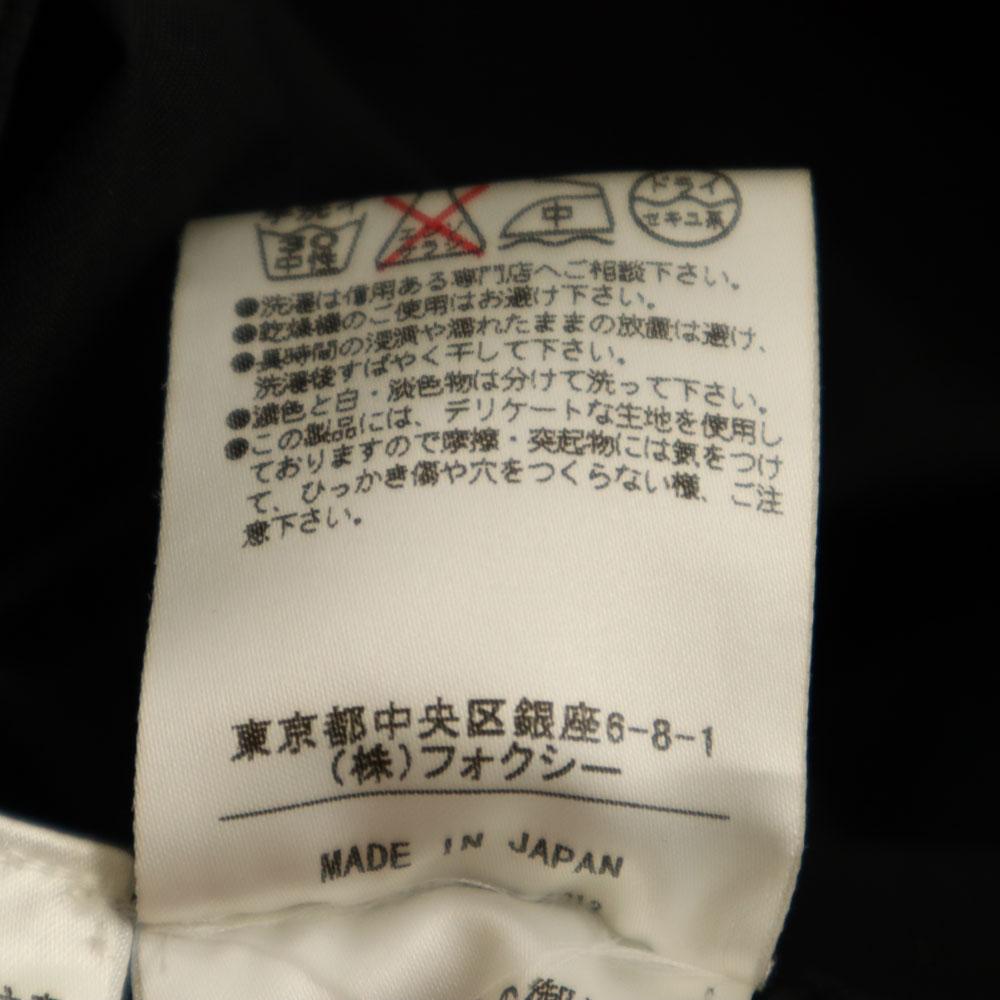 手洗イ
中性
エンソ
サラシ
中
ドライ
セキユ系
●洗濯は信用ある専門店へご相談下さい。
●乾燥機のご使用はお避け下さい。
●長時間の浸漬や濡れたままの放置は避け、
洗濯後すばやく干して下さい。
●濃色と白・淡色物は分けて洗って下さい。
●この製品には、デリケートな生地を使用し
ておりますので摩擦・突起物には気をつけ
て、ひっかき傷や穴をつくらない様、ご注
意下さい。
東京都中央区銀座6-8-1
(株)フォクシー
MADE IN JAPAN